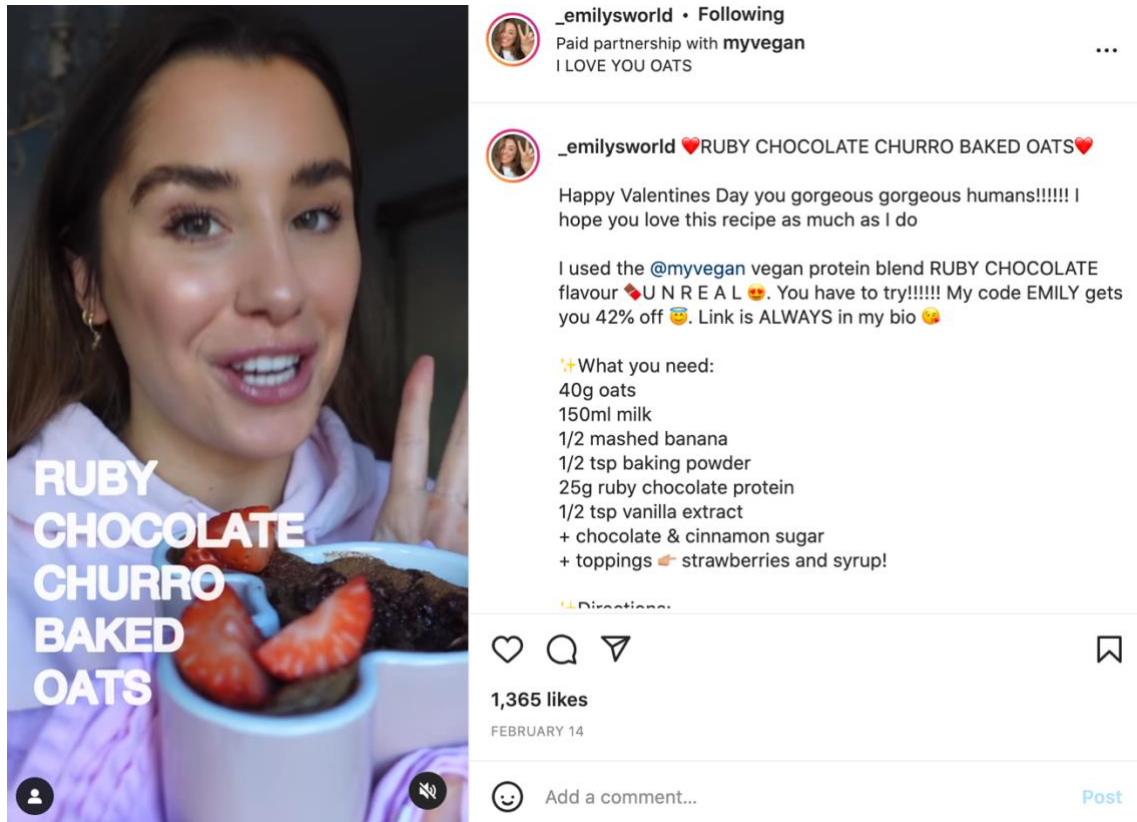 _emilysworld • Following
Paid partnership with myvegan
I LOVE YOU OATS
_emilysworld ❤️RUBY CHOCOLATE CHURRO BAKED OATS❤️
Happy Valentines Day you gorgeous gorgeous humans!!!!!! I
hope you love this recipe as much as I do
I used the @myvegan vegan protein blend RUBY CHOCOLATE
flavour 🍫U N R E A L 😍. You have to try!!!!!! My code EMILY gets
you 42% off 😇. Link is ALWAYS in my bio 😘
✨What you need:
40g oats
150ml milk
1/2 mashed banana
1/2 tsp baking powder
25g ruby chocolate protein
1/2 tsp vanilla extract
+ chocolate & cinnamon sugar
+ toppings 👉🏼 strawberries and syrup!
✨Directions:
1,365 likes
FEBRUARY 14
Add a comment...
Post
RUBY
CHOCOLATE
CHURRO
BAKED
OATS